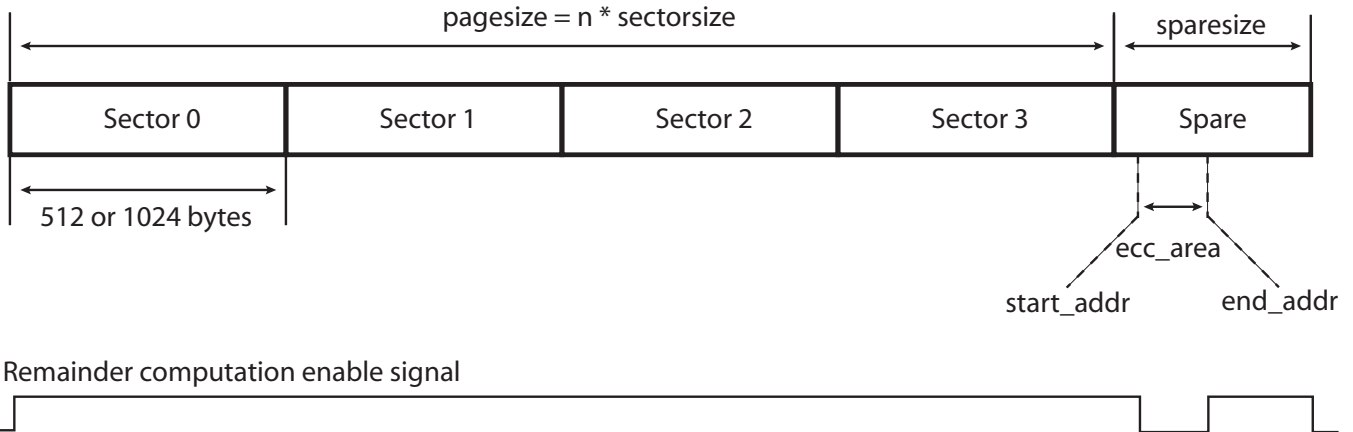 pagesize = n * sectorsize
sparesize
Sector 0
Sector 1
Sector 2
Sector 3
Spare
512 or 1024 bytes
ecc_area
start_addr
end_addr
Remainder computation enable signal